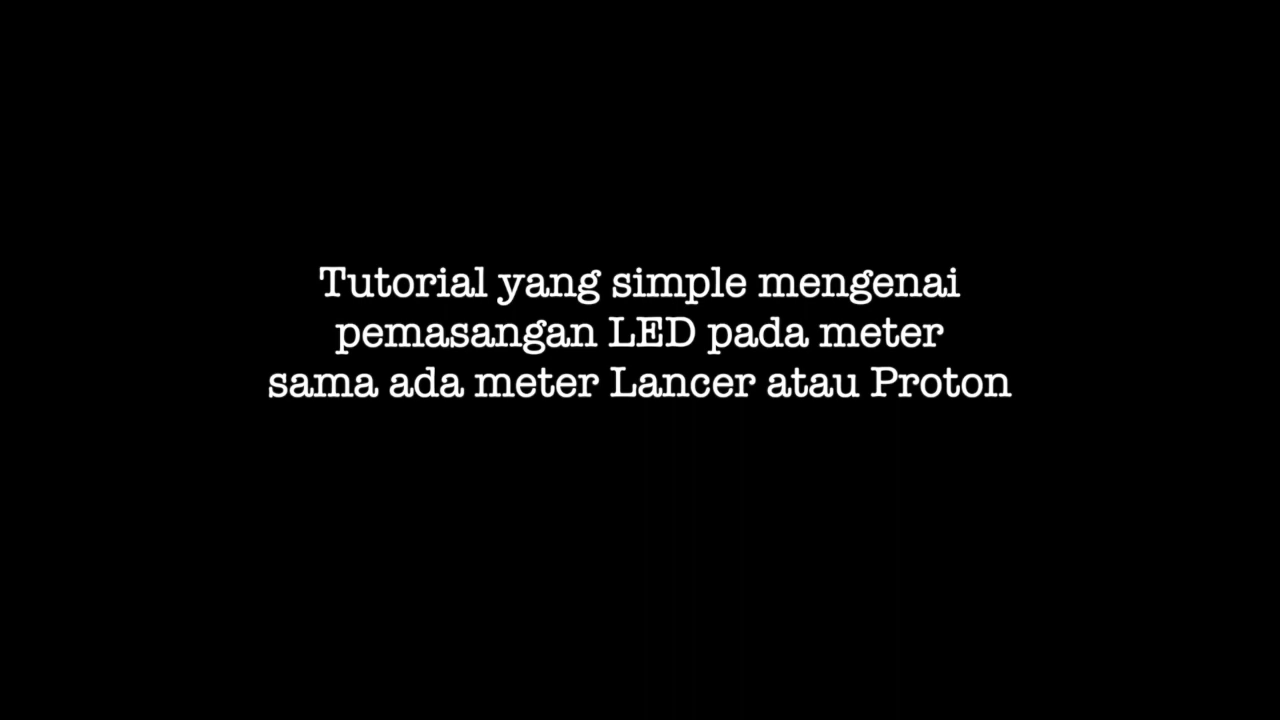 Tutorial yang simple mengenai
pemasangan LED pada meter
sama ada meter Lancer atau Proton